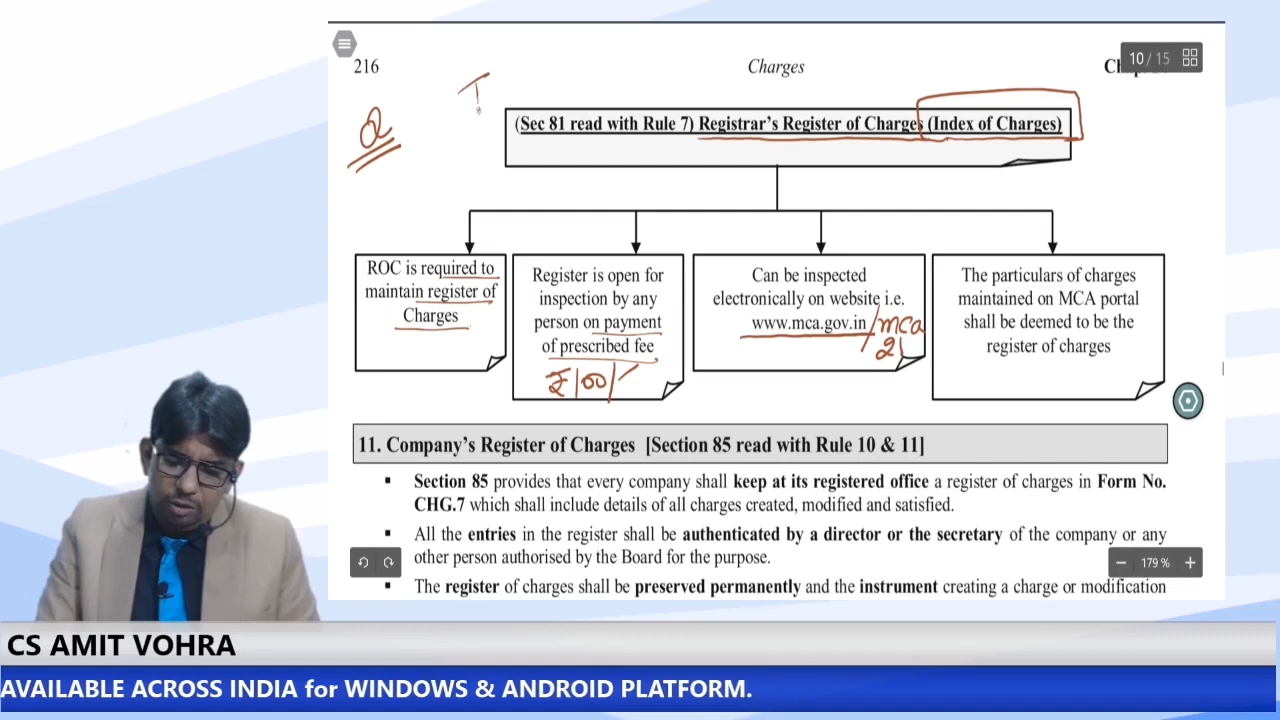 216
Charges
10 / 15
T
Q
(Sec 81 read with Rule 7) Registrar's Register of Charges (Index of Charges)
ROC is required to
maintain register of
Charges
Register is open for
inspection by any
person on payment
of prescribed fee
₹100/-
Can be inspected
electronically on website i.e.
www.mca.gov.in/mca
21
The particulars of charges
maintained on MCA portal
shall be deemed to be the
register of charges
11. Company's Register of Charges [Section 85 read with Rule 10 & 11]
▪ Section 85 provides that every company shall keep at its registered office a register of charges in Form No.
CHG.7 which shall include details of all charges created, modified and satisfied.
▪ All the entries in the register shall be authenticated by a director or the secretary of the company or any
other person authorised by the Board for the purpose.
▪ The register of charges shall be preserved permanently and the instrument creating a charge or modification
− 179 % +
CS AMIT VOHRA
AVAILABLE ACROSS INDIA for WINDOWS & ANDROID PLATFORM.